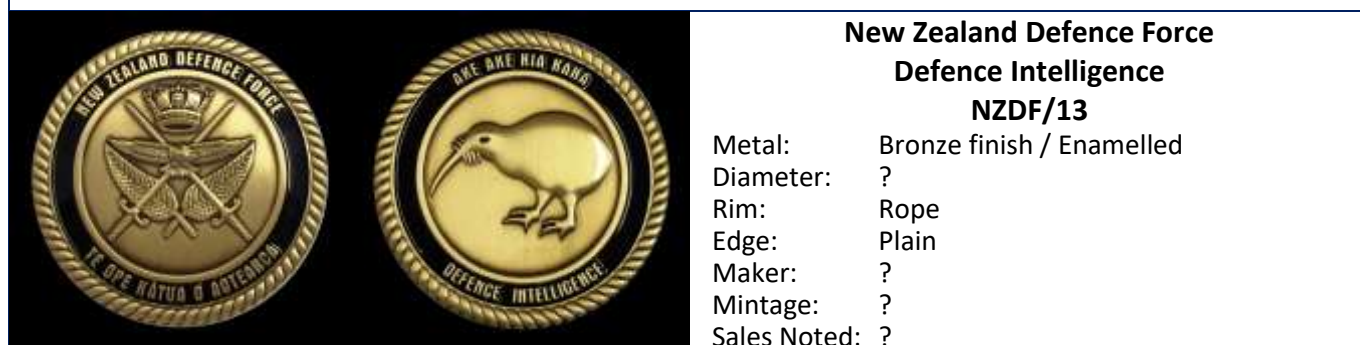 NEW ZEALAND DEFENCE FORCE
TE OPE KATUA O AOTEAROA
AKE AKE KIA KAHA
DEFENCE INTELLIGENCE
New Zealand Defence Force
Defence Intelligence
NZDF/13
Metal: Bronze finish / Enamelled
Diameter: ?
Rim: Rope
Edge: Plain
Maker: ?
Mintage: ?
Sales Noted: ?